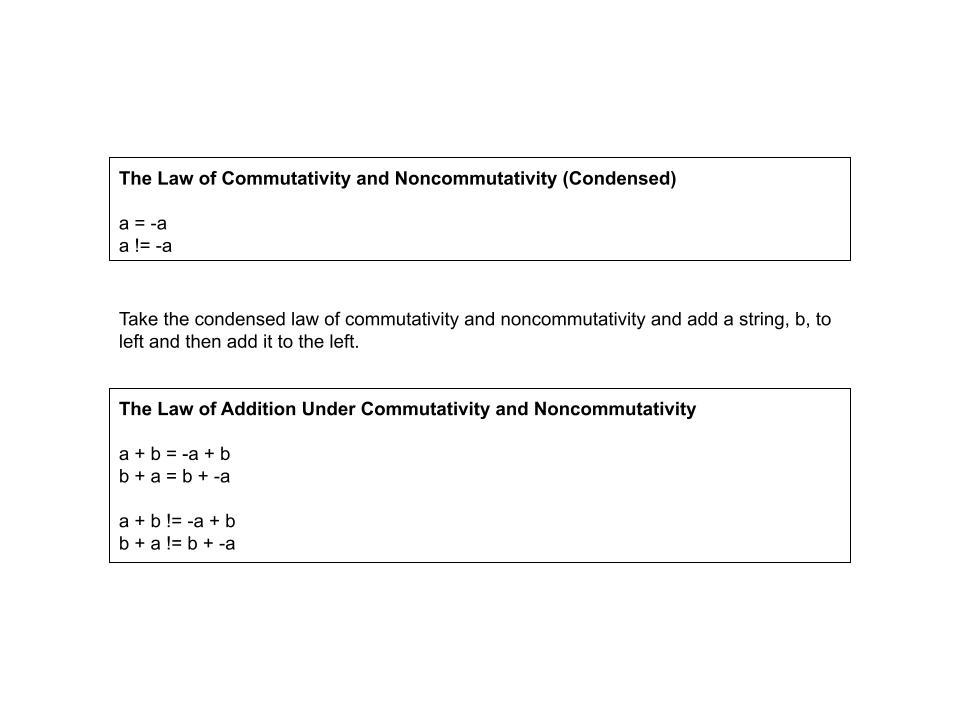 The Law of Commutativity and Noncommutativity (Condensed)
a = -a
a != -a
Take the condensed law of commutativity and noncommutativity and add a string, b, to
left and then add it to the left.
The Law of Addition Under Commutativity and Noncommutativity
a + b = -a + b
b + a = b + -a
a + b != -a + b
b + a != b + -a